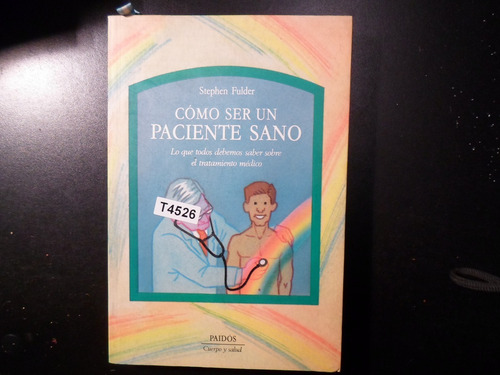 Stephen Fulder
CÓMO SER UN
PACIENTE SANO
Lo que todos debemos saber sobre
el tratamiento médico
T4526
PAIDOS
Cuerpo y salud